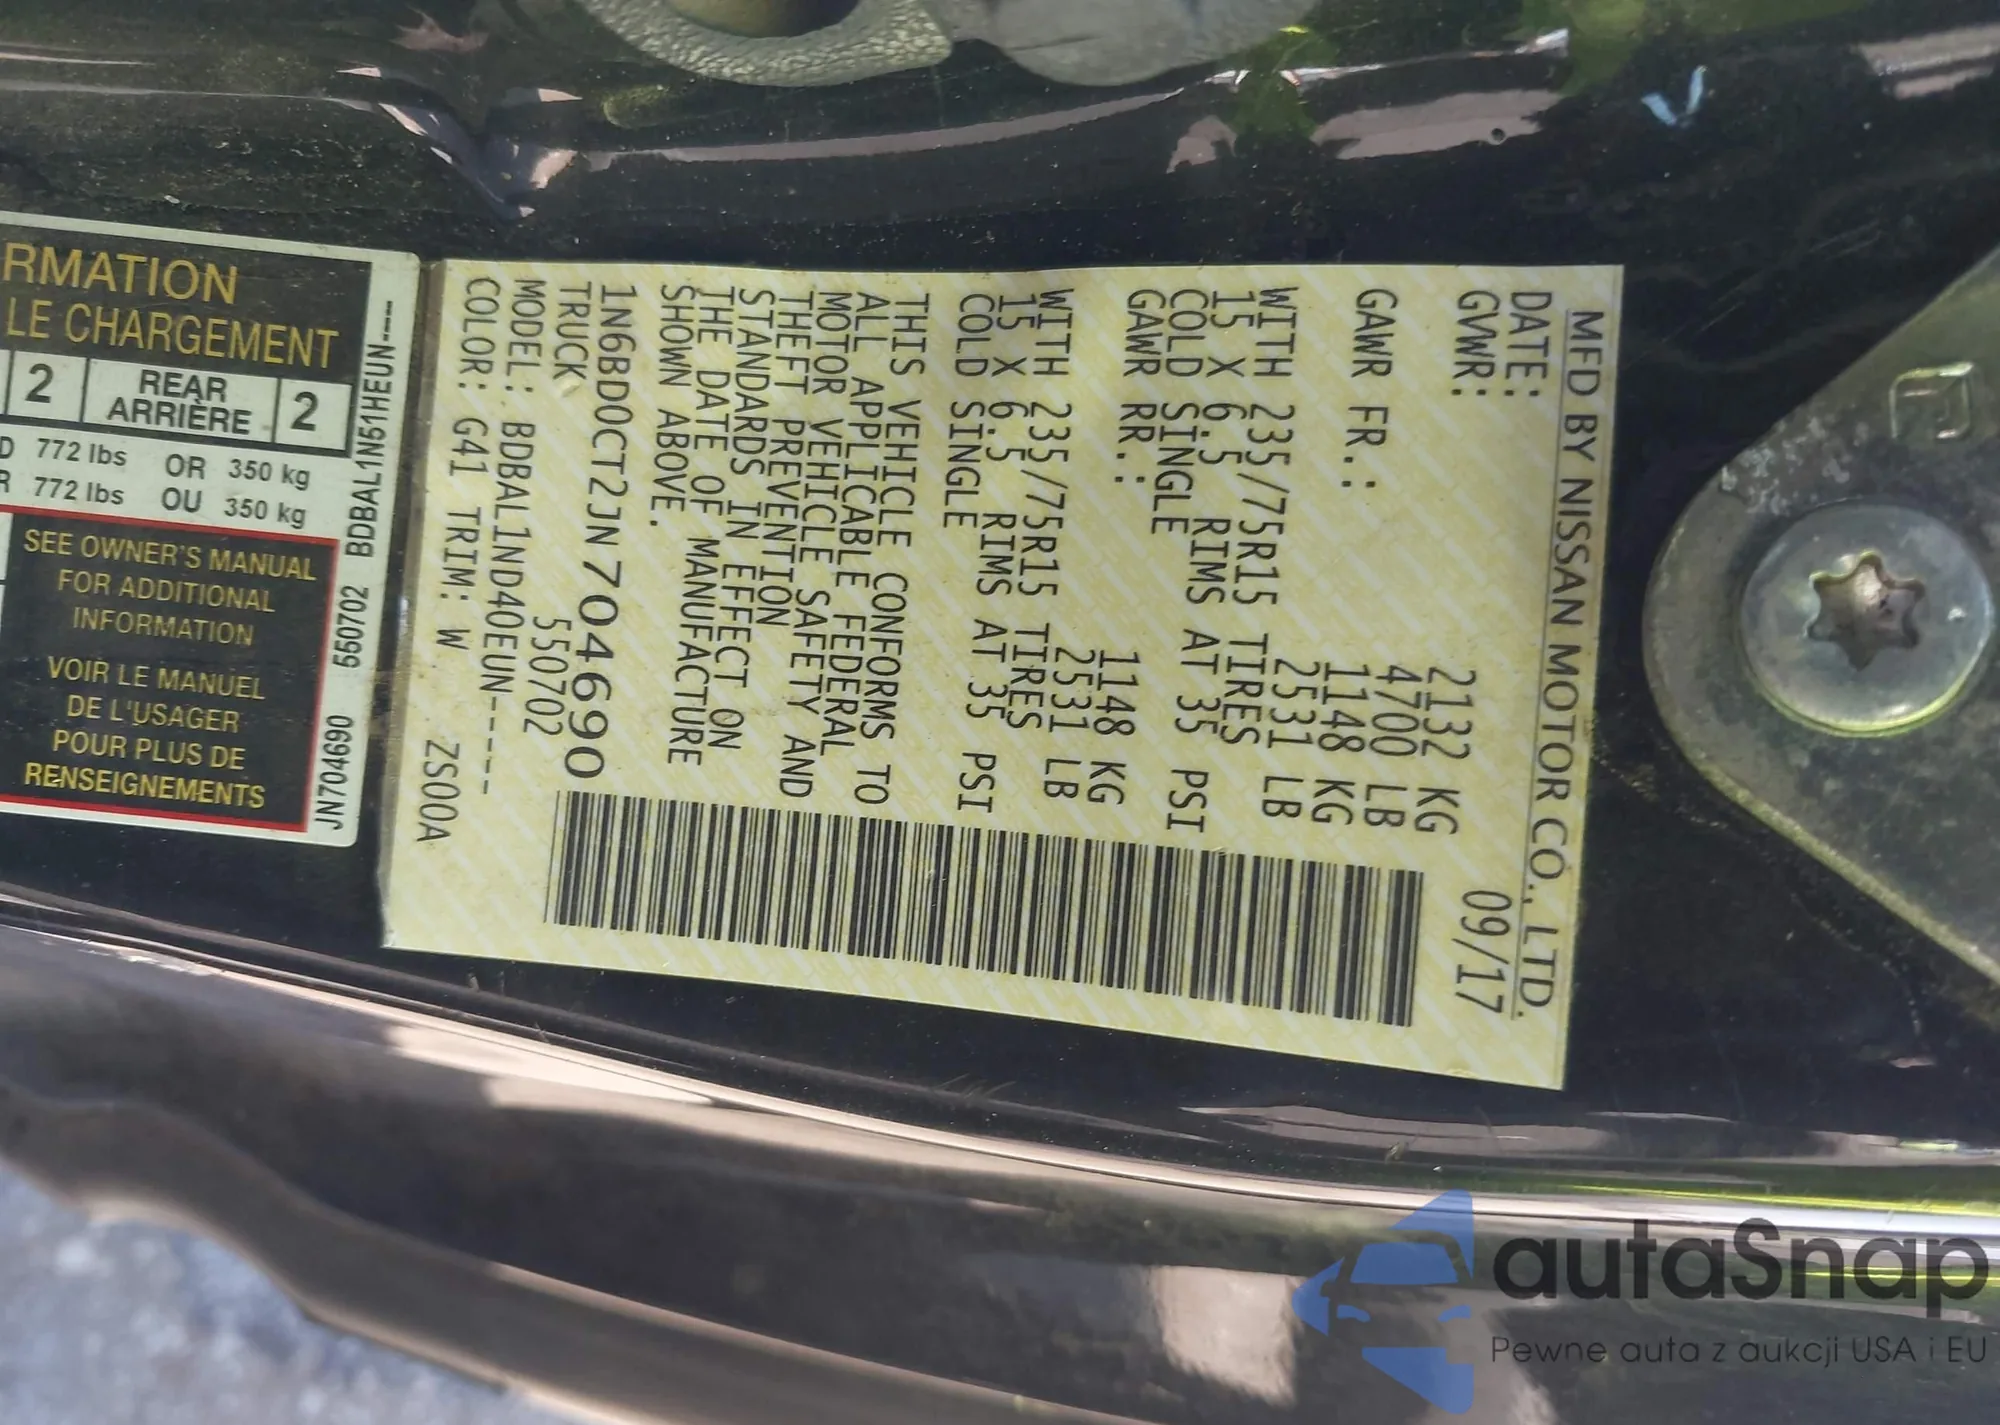 MFD BY NISSAN MOTOR CO., LTD.
DATE: 09/17
GVWR: 2132 KG
4700 LB
GAWR FR.: 1148 KG
2531 LB
WITH 235/75R15 TIRES
15 X 6.5 RIMS AT 35 PSI
COLD SINGLE
GAWR RR.: 1148 KG
2531 LB
WITH 235/75R15 TIRES
15 X 6.5 RIMS AT 35 PSI
COLD SINGLE
THIS VEHICLE CONFORMS TO
ALL APPLICABLE FEDERAL
MOTOR VEHICLE SAFETY AND
THEFT PREVENTION
STANDARDS IN EFFECT ON
THE DATE OF MANUFACTURE
SHOWN ABOVE.
1N6BD0CT2JN704690
TRUCK 550702
MODEL: BDBAL1ND40EUN-----
COLOR: G41 TRIM: W ZS00A
RMATION
LE CHARGEMENT
2 REAR ARRIÈRE 2
D 772 lbs OR 350 kg
R 772 lbs OU 350 kg
SEE OWNER'S MANUAL
FOR ADDITIONAL
INFORMATION
VOIR LE MANUEL
DE L'USAGER
POUR PLUS DE
RENSEIGNEMENTS
JN704690 550702 BDBAL1N51HEUN----
autaSnap
Pewne auta z aukcji USA i EU